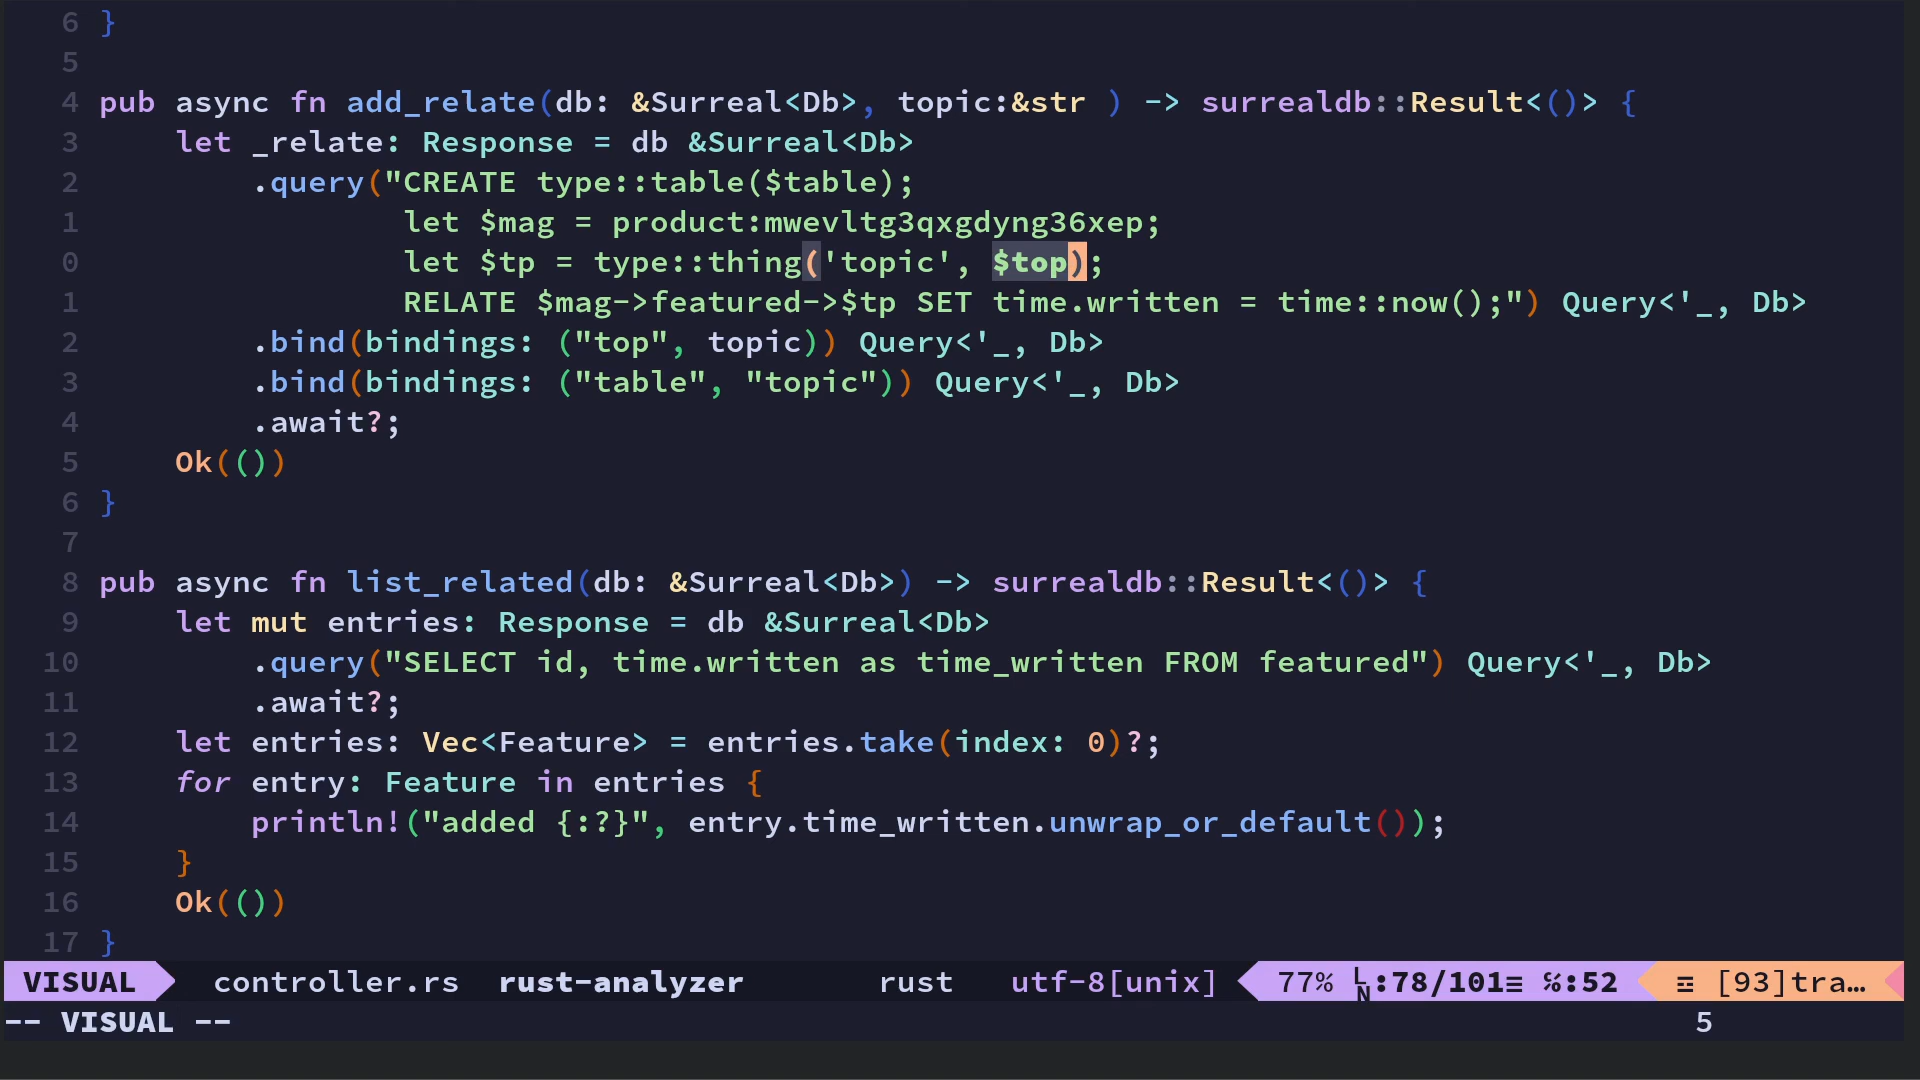 6 }
5
4 pub async fn add_relate(db: &Surreal<Db>, topic:&str ) -> surrealdb::Result<()> {
3     let _relate: Response = db &Surreal<Db>
2         .query("CREATE type::table($table);
1                 let $mag = product:mwevltg3qxgdyng36xep;
0                 let $tp = type::thing('topic', $top);
1                 RELATE $mag->featured->$tp SET time.written = time::now();") Query<'_, Db>
2         .bind(bindings: ("top", topic)) Query<'_, Db>
3         .bind(bindings: ("table", "topic")) Query<'_, Db>
4         .await?;
5     Ok(())
6 }
7
8 pub async fn list_related(db: &Surreal<Db>) -> surrealdb::Result<()> {
9     let mut entries: Response = db &Surreal<Db>
10         .query("SELECT id, time.written as time_written FROM featured") Query<'_, Db>
11         .await?;
12     let entries: Vec<Feature> = entries.take(index: 0)?;
13     for entry: Feature in entries {
14         println!("added {:?}", entry.time_written.unwrap_or_default());
15     }
16     Ok(())
17 }
VISUAL controller.rs rust-analyzer rust utf-8[unix] 77% LN:78/101≡ ℅:52 ☲ [93]tra…
-- VISUAL -- 5